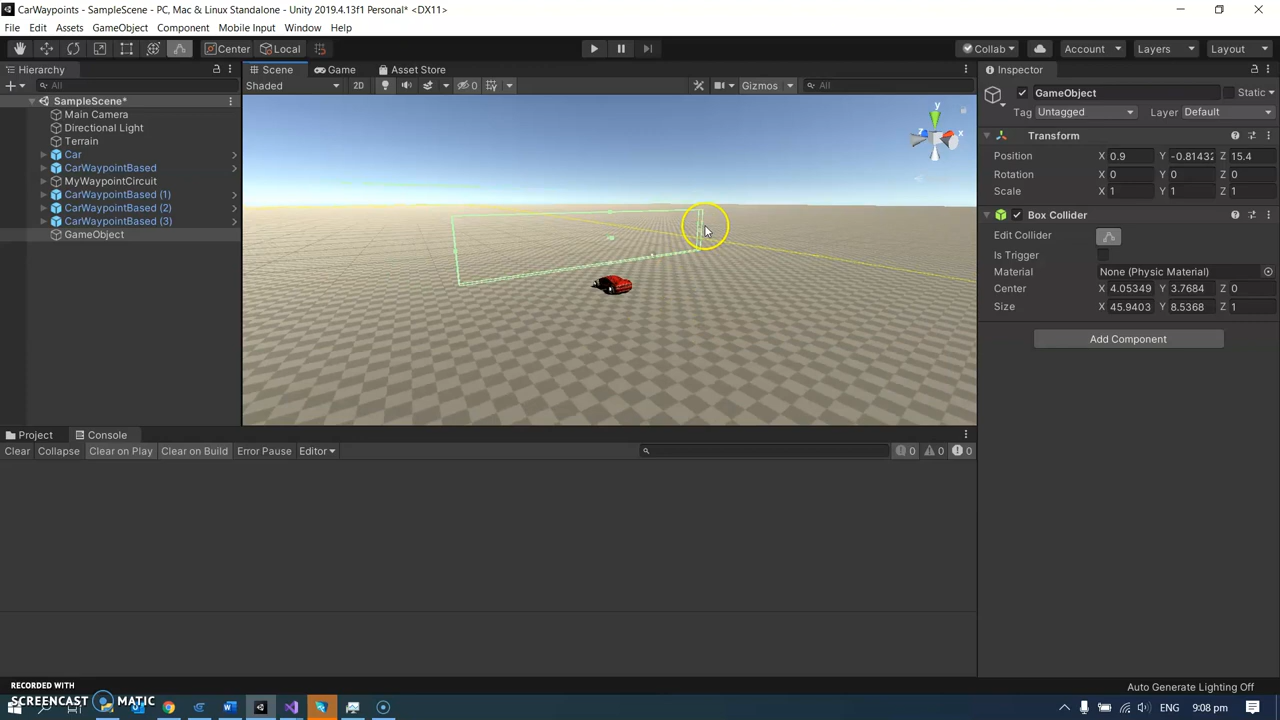 CarWaypoints - SampleScene - PC, Mac & Linux Standalone - Unity 2019.4.13f1 Personal* <DX11>
File Edit Assets GameObject Component Mobile Input Window Help
Center Local Collab Account Layers Layout
Hierarchy
All
SampleScene*
Main Camera
Directional Light
Terrain
Car
CarWaypointBased
MyWaypointCircuit
CarWaypointBased (1)
CarWaypointBased (2)
CarWaypointBased (3)
GameObject
Scene Game Asset Store
Shaded 2D 0 Gizmos All
y
z x
Inspector
GameObject Static
Tag Untagged Layer Default
Transform
Position X 0.9 Y -0.81432 Z 15.4
Rotation X 0 Y 0 Z 0
Scale X 1 Y 1 Z 1
Box Collider
Edit Collider
Is Trigger
Material None (Physic Material)
Center X 4.05349 Y 3.7684 Z 0
Size X 45.9403 Y 8.5368 Z 1
Add Component
Project Console
Clear Collapse Clear on Play Clear on Build Error Pause Editor 0 0 0
Auto Generate Lighting Off
RECORDED WITH
SCREENCAST MATIC
ENG 9:08 pm